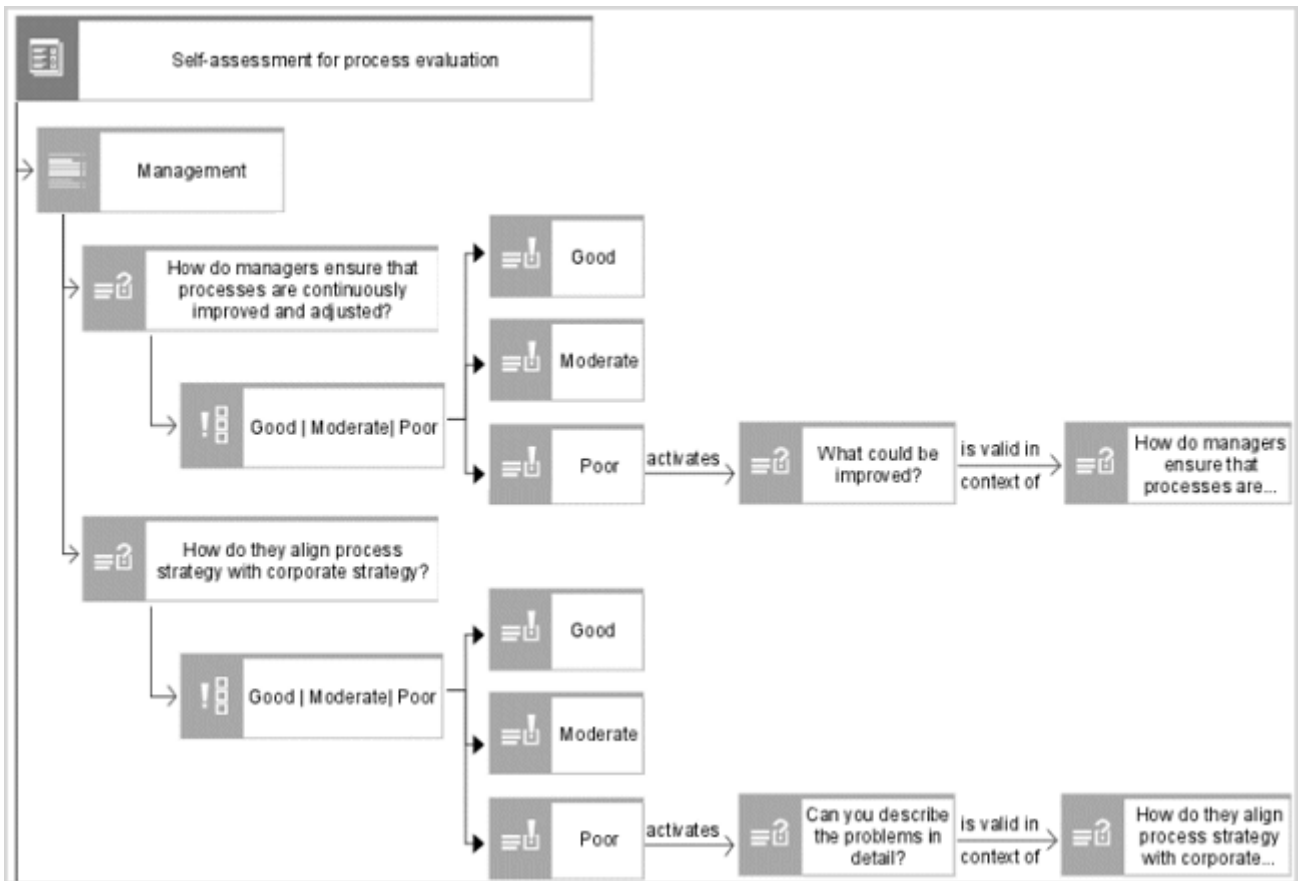 Self-assessment for process evaluation
Management
How do managers ensure that
processes are continuously
improved and adjusted?
Good | Moderate| Poor
Good
Moderate
Poor
activates
What could be
improved?
is valid in
context of
How do managers
ensure that
processes are...
How do they align process
strategy with corporate strategy?
Good | Moderate| Poor
Good
Moderate
Poor
activates
Can you describe
the problems in
detail?
is valid in
context of
How do they align
process strategy
with corporate...